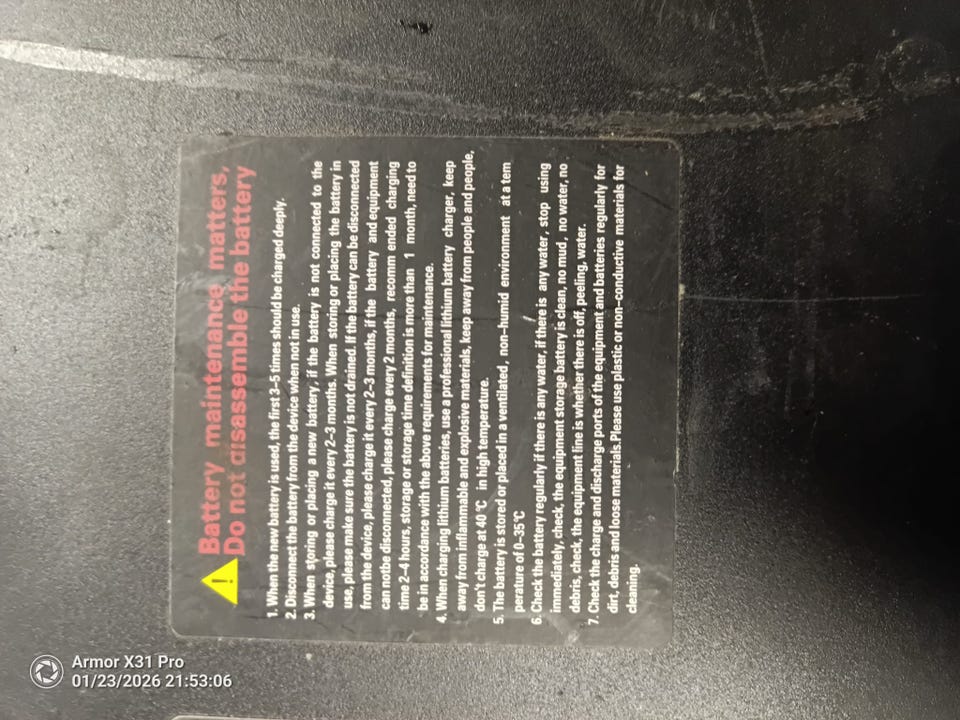 Battery maintenance matters,
Do not disassemble the battery
1. When the new battery is used, the first 3-5 times should be charged deeply.
2. Disconnect the battery from the device when not in use.
3. When storing or placing a new battery, if the battery is not connected to the
device, please charge it every 2-3 months. When storing or placing the battery in
use, please make sure the battery is not drained. If the battery can be disconnected
from the device, please charge it every 2-3 months, if the battery and equipment
can notbe disconnected, please charge every 2 months, recomm ended charging
time 2-4 hours, storage or storage time definition is more than 1 month, need to
be in accordance with the above requirements for maintenance.
4. When charging lithium batteries, use a professional lithium battery charger, keep
away from inflammable and explosive materials, keep away from people and people,
don't charge at 40℃ in high temperature.
5. The battery is stored or placed in a ventilated, non-humid environment at a tem
perature of 0-35℃
6. Check the battery regularly if there is any water, if there is any water, stop using
immediately, check, the equipment storage battery is clean, no mud, no water, no
debris, check, the equipment line is whether there is off, peeling, water.
7. Check the charge and discharge ports of the equipment and batteries regularly for
dirt, debris and loose materials.Please use plastic or non-conductive materials for
cleaning.
Armor X31 Pro
01/23/2026 21:53:06